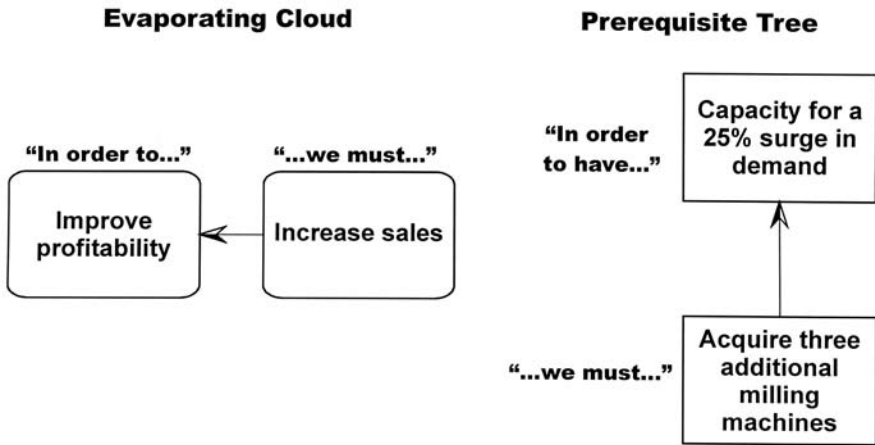 Evaporating Cloud
Prerequisite Tree
“In order to...”
“...we must...”
Improve
profitability
Increase sales
“In order
to have...”
Capacity for a
25% surge in
demand
“...we must...”
Acquire three
additional
milling
machines